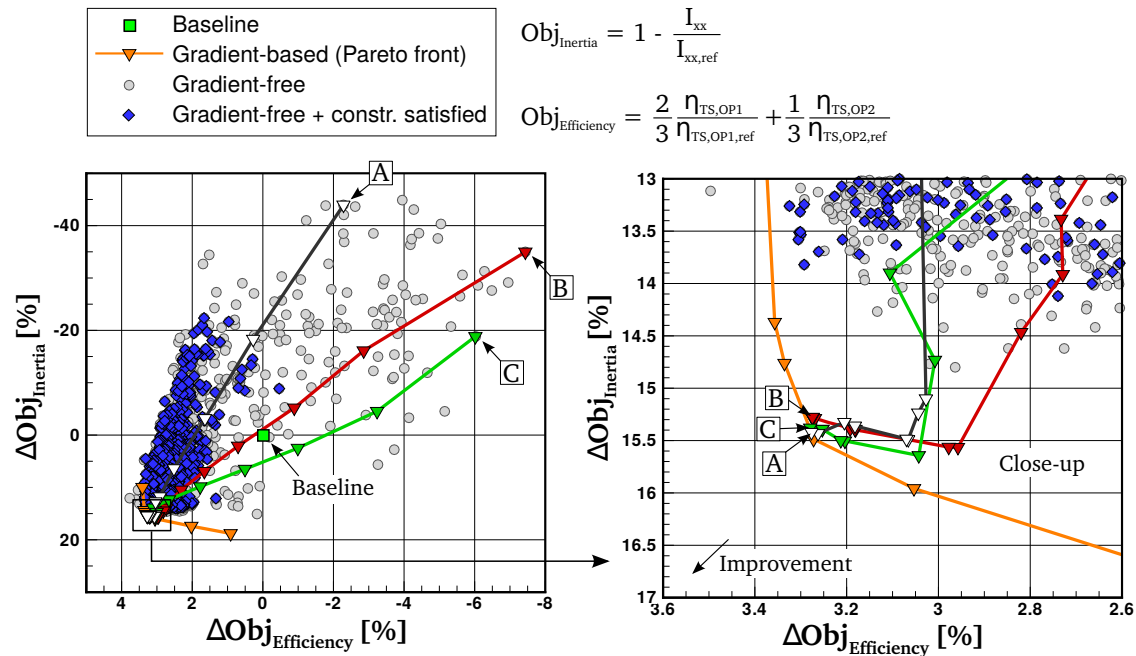 Baseline
Gradient-based (Pareto front)
Gradient-free
Gradient-free + constr. satisfied
Obj_Inertia = 1 - I_xx / I_xx,ref
Obj_Efficiency = 2/3 η_TS,OP1 / η_TS,OP1,ref + 1/3 η_TS,OP2 / η_TS,OP2,ref
A
B
C
Baseline
-40
-20
0
20
4 2 0 -2 -4 -6 -8
ΔObj_Inertia [%]
ΔObj_Efficiency [%]
B
C
A
Close-up
Improvement
13
13.5
14
14.5
15
15.5
16
16.5
17
3.6 3.4 3.2 3 2.8 2.6
ΔObj_Inertia [%]
ΔObj_Efficiency [%]